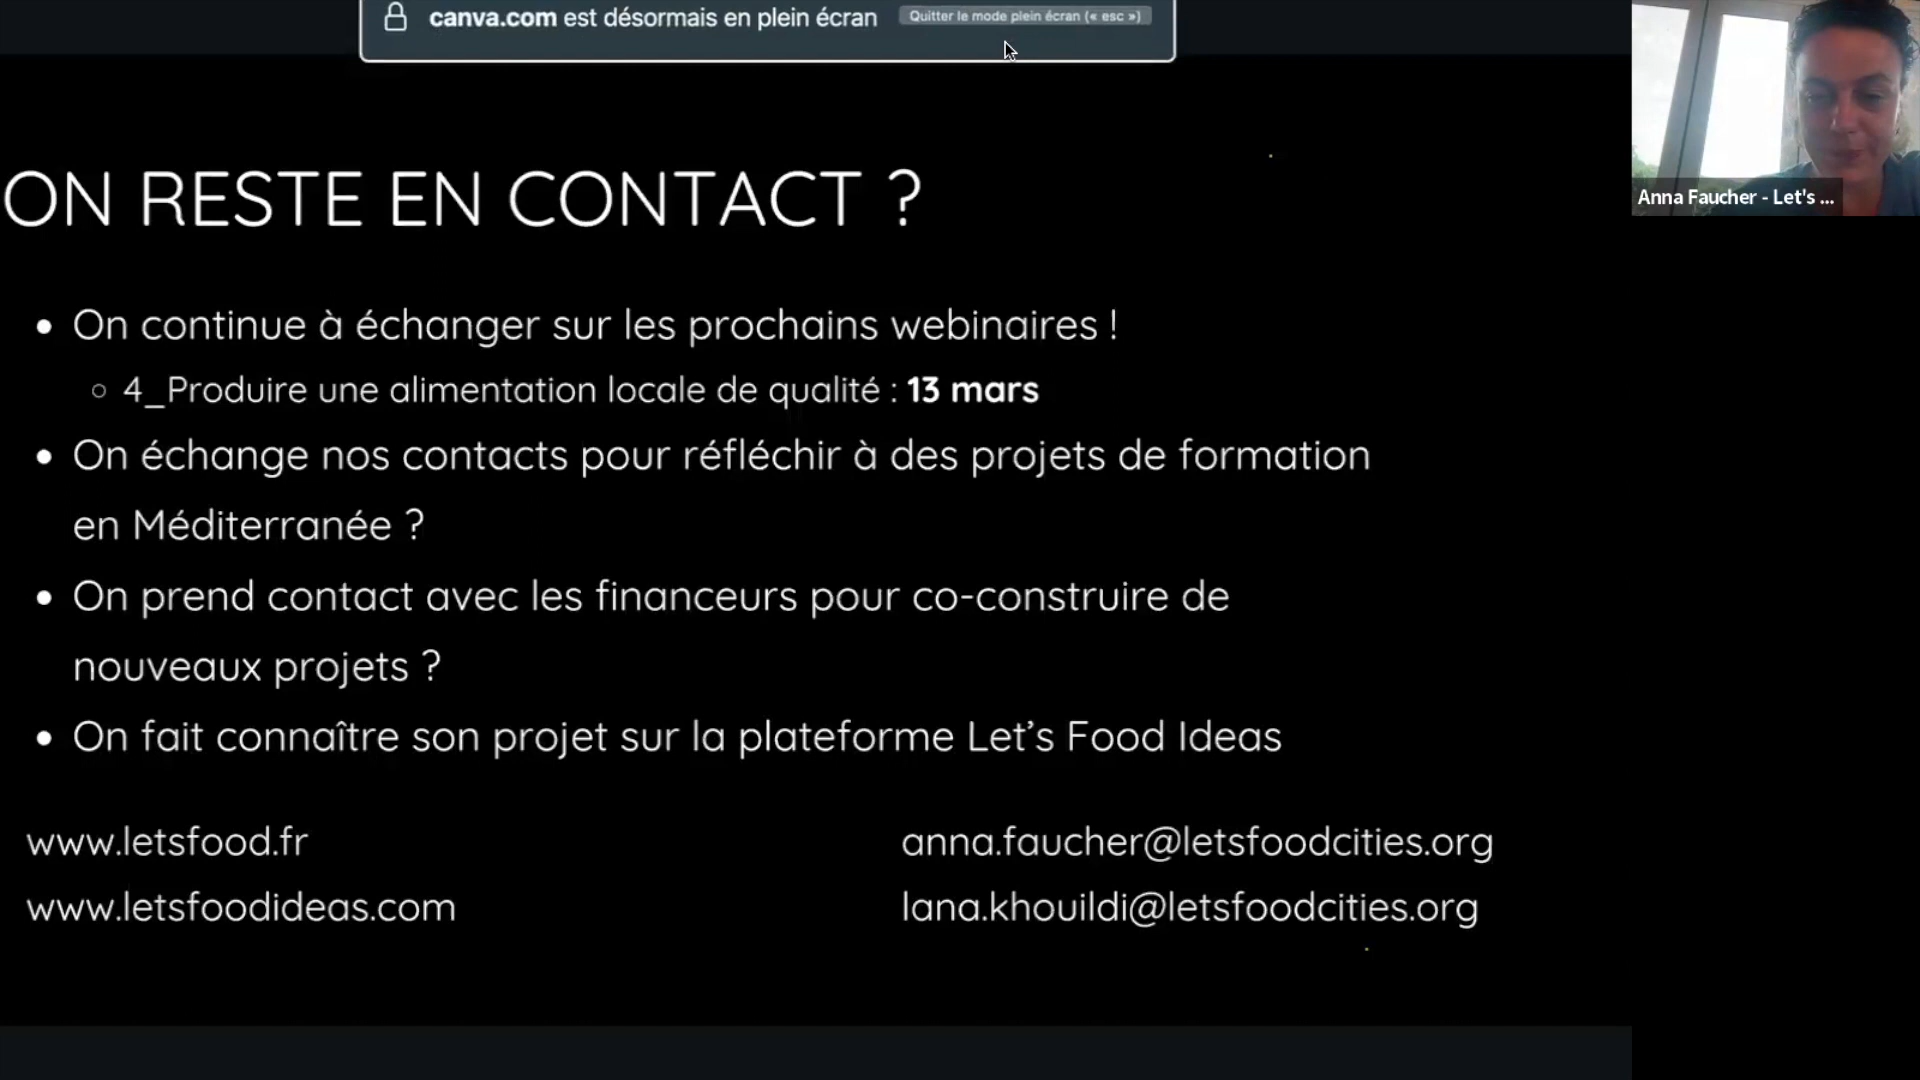 canva.com est désormais en plein écran Quitter le mode plein écran (« esc »)
Anna Faucher - Let's ...
ON RESTE EN CONTACT ?
• On continue à échanger sur les prochains webinaires !
○ 4_Produire une alimentation locale de qualité : 13 mars
• On échange nos contacts pour réfléchir à des projets de formation
en Méditerranée ?
• On prend contact avec les financeurs pour co-construire de
nouveaux projets ?
• On fait connaître son projet sur la plateforme Let’s Food Ideas
www.letsfood.fr
www.letsfoodideas.com
anna.faucher@letsfoodcities.org
lana.khouildi@letsfoodcities.org